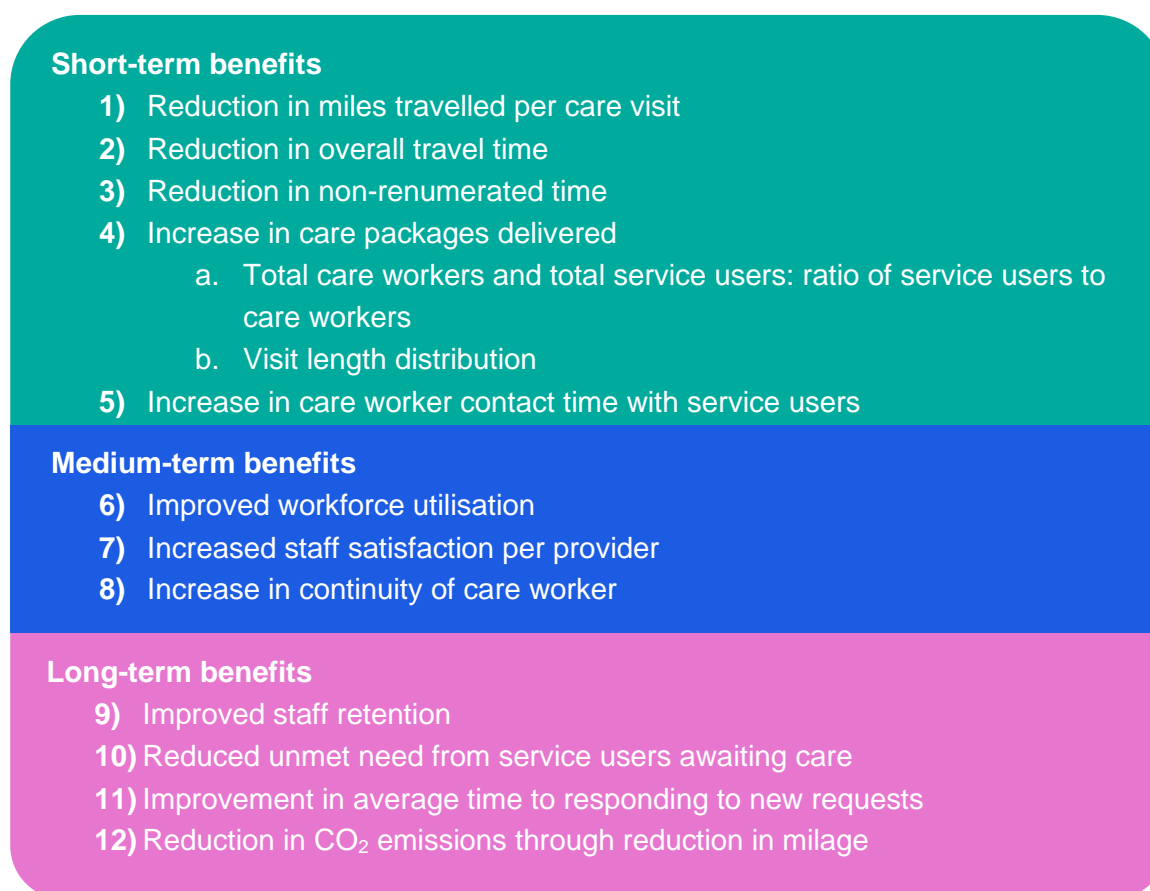 Short-term benefits
1) Reduction in miles travelled per care visit
2) Reduction in overall travel time
3) Reduction in non-renumerated time
4) Increase in care packages delivered
a. Total care workers and total service users: ratio of service users to
care workers
b. Visit length distribution
5) Increase in care worker contact time with service users
Medium-term benefits
6) Improved workforce utilisation
7) Increased staff satisfaction per provider
8) Increase in continuity of care worker
Long-term benefits
9) Improved staff retention
10) Reduced unmet need from service users awaiting care
11) Improvement in average time to responding to new requests
12) Reduction in CO₂ emissions through reduction in milage